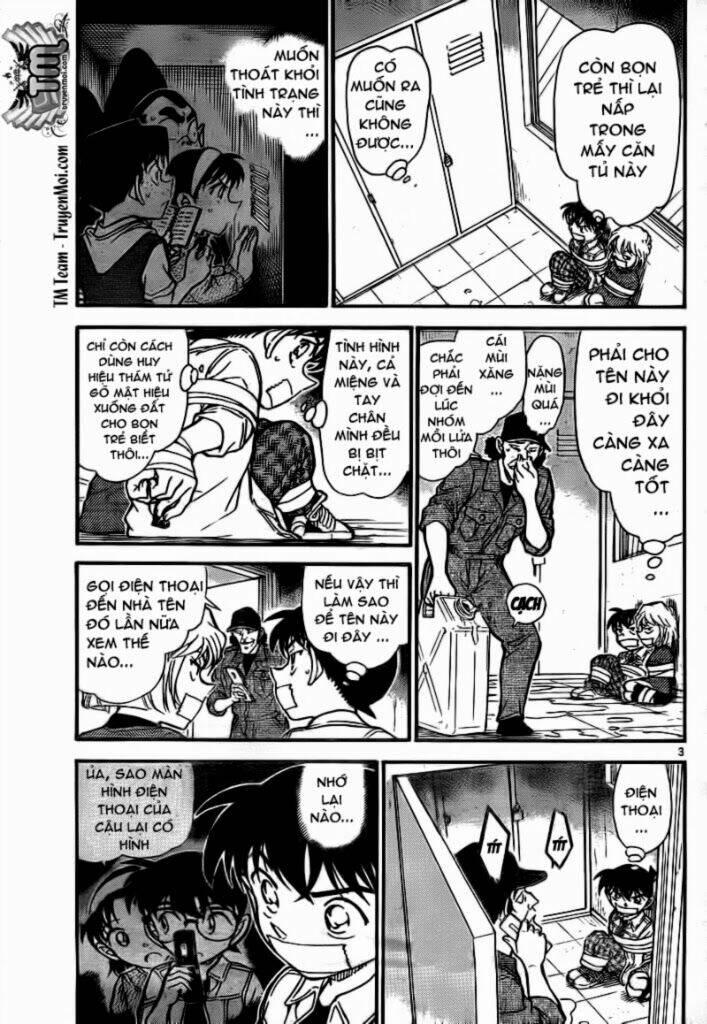 CÒN BỌN
TRẺ THÌ LẠI
NẤP
TRONG
MẤY CĂN
TỦ NÀY
CÓ
MUỐN RA
CŨNG
KHÔNG
ĐƯỢC...
MUỐN
THOÁT KHỎI
TÌNH TRẠNG
NÀY THÌ
...
TM
truyenmoi.com
TM Team - TruyenMoi.com
PHẢI CHO
TÊN NÀY
ĐI KHỎI
ĐÂY
CÀNG XA
CÀNG
TỐT
...
NẶNG
MÙI
QUÁ...
CÁI
MÙI
XĂNG...
CHẮC
PHẢI
ĐỢI ĐẾN
LÚC
NHÓM
MỒI LỬA
THÔI
CẠCH
TÌNH HÌNH
NÀY, CẢ
MIỆNG VÀ
TAY
CHÂN
MÌNH ĐỀU
BỊ BỊT
CHẶT...
CHỈ CÒN CÁCH
DÙNG HUY
HIỆU THÁM TỬ
GÕ MẬT HIỆU
XUỐNG ĐẤT
CHO BỌN
TRẺ BIẾT
THÔI...
NẾU VẬY THÌ
LÀM SAO
ĐỂ TÊN NÀY
ĐI ĐÂY...
GỌI ĐIỆN THOẠI
ĐẾN NHÀ TÊN
ĐÓ LẦN NỮA
XEM THẾ
NÀO...
3
ĐIỆN
THOẠI
...
TÍT
TÍT
NHỚ
LẠI
NÀO...
ỦA, SAO MÀN
HÌNH ĐIỆN
THOẠI CỦA
CẬU LẠI CÓ
HÌNH